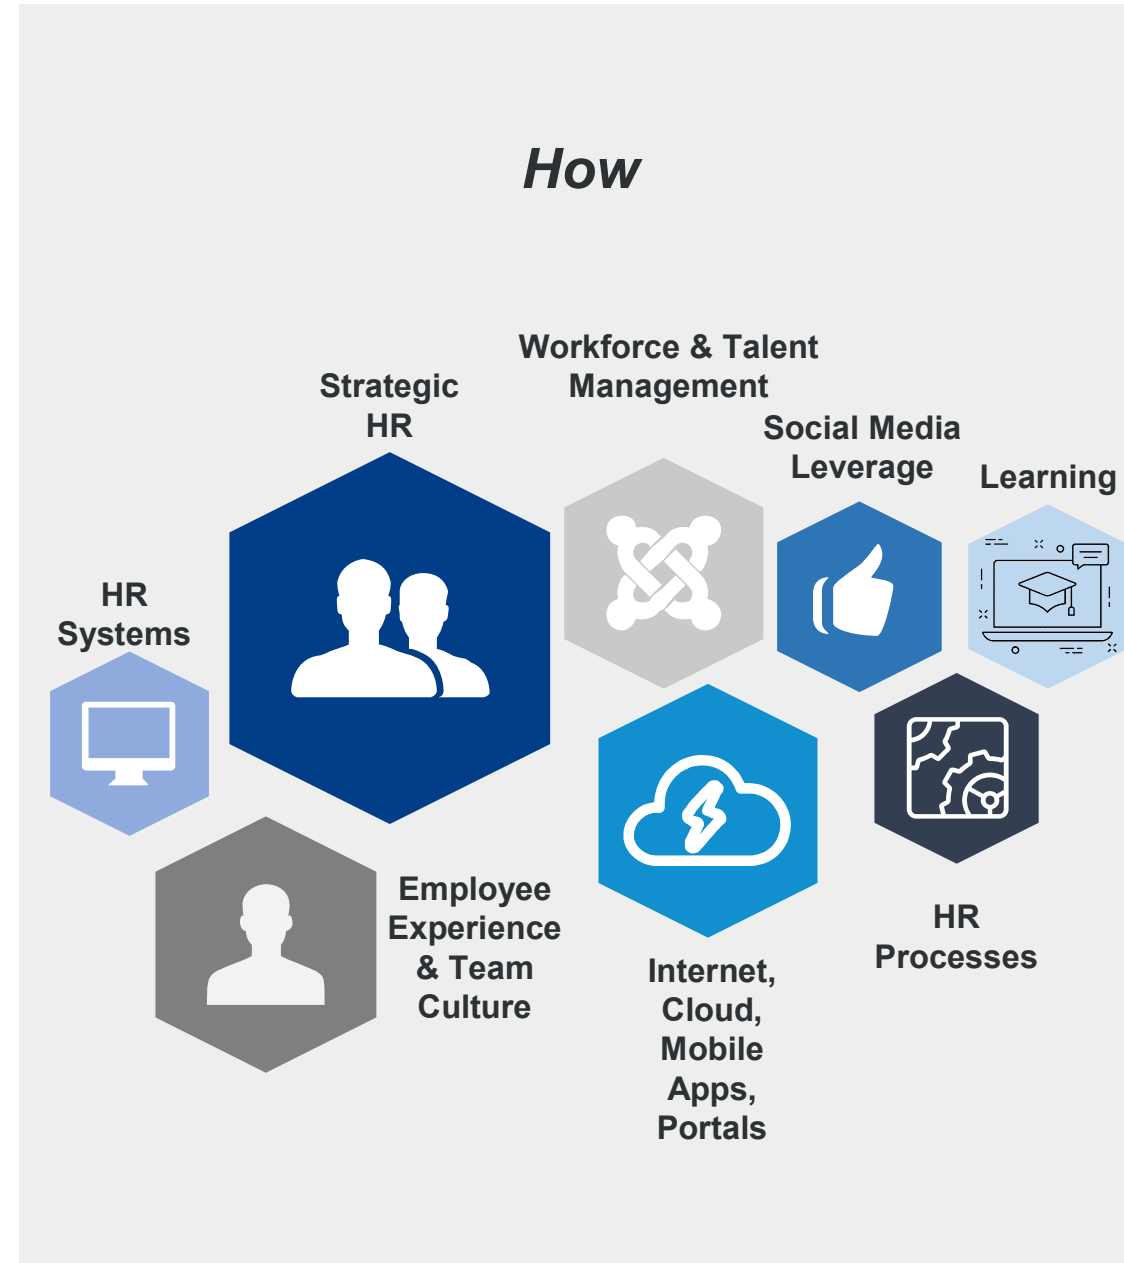 How
Workforce & Talent
Management
Strategic
HR
Social Media
Leverage
Learning
HR
Systems
Employee
Experience
& Team
Culture
HR
Processes
Internet,
Cloud,
Mobile
Apps,
Portals